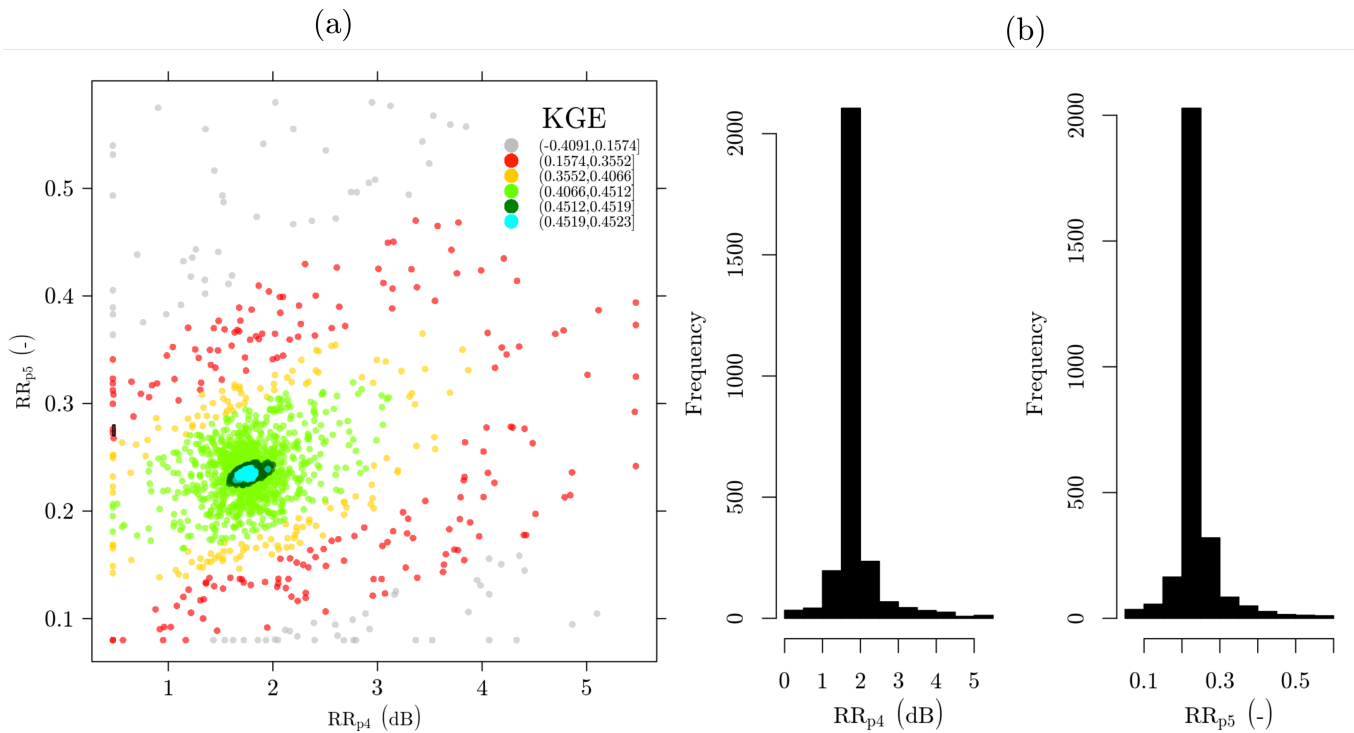 (a)
(b)
KGE
(-0.4091,0.1574]
(0.1574,0.3552]
(0.3552,0.4066]
(0.4066,0.4512]
(0.4512,0.4519]
(0.4519,0.4523]
0.5
0.4
0.3
0.2
0.1
RRp5 (-)
1 2 3 4 5
RRp4 (dB)
2000
1500
1000
500
0
Frequency
0 1 2 3 4 5
RRp4 (dB)
2000
1500
1000
500
0
Frequency
0.1 0.3 0.5
RRp5 (-)